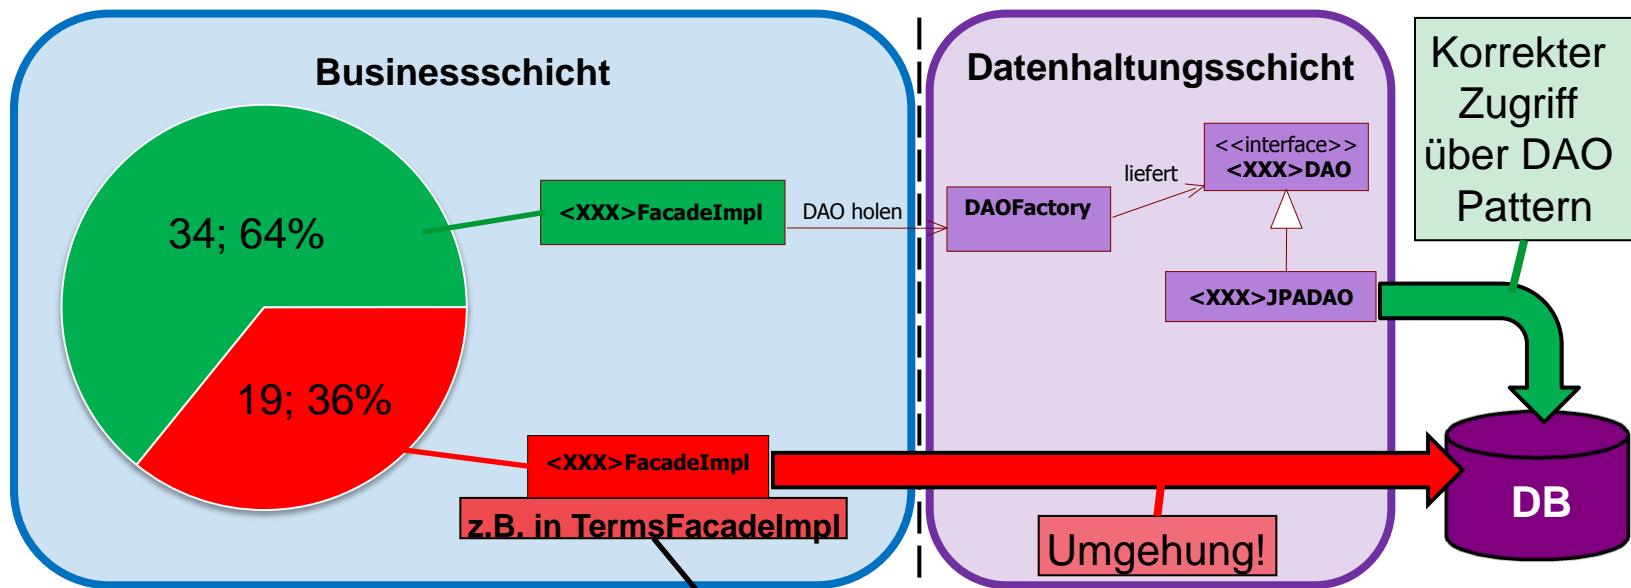 Businessschicht
34; 64%
19; 36%
<XXX>FacadeImpl
DAO holen
<XXX>FacadeImpl
z.B. in TermsFacadeImpl
Datenhaltungsschicht
<<interface>>
<XXX>DAO
liefert
DAOFactory
<XXX>JPADAO
Umgehung!
Korrekter
Zugriff
über DAO
Pattern
DB